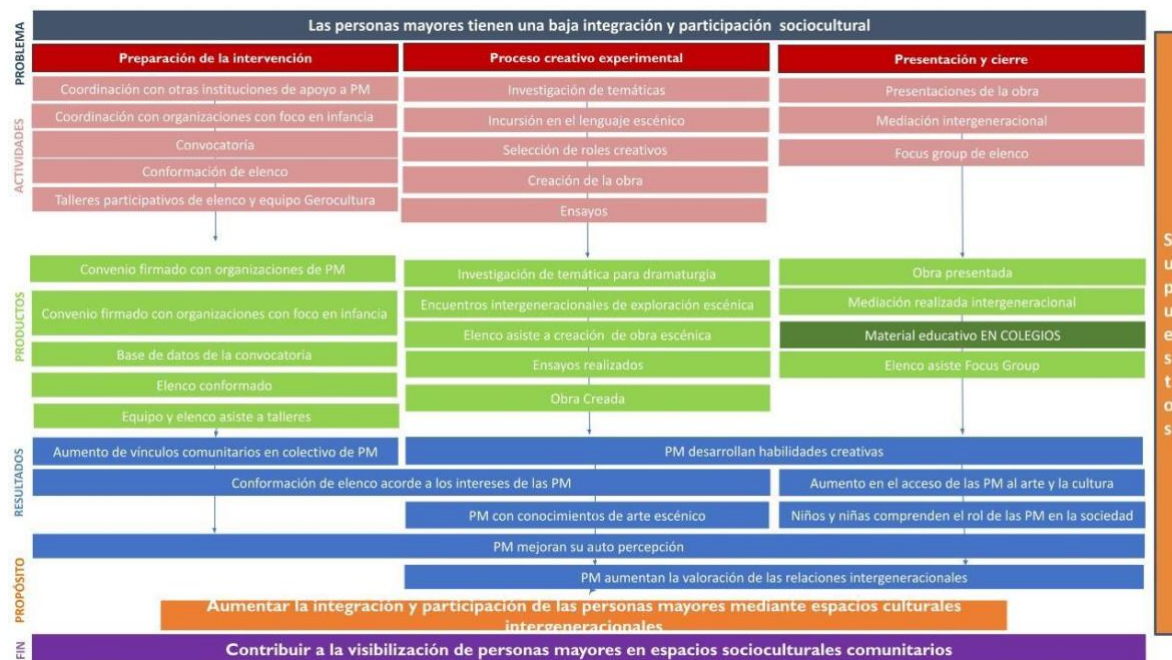 PROBLEMA
Las personas mayores tienen una baja integración y participación sociocultural
Preparación de la intervención
Proceso creativo experimental
Presentación y cierre
ACTIVIDADES
Coordinación con otras instituciones de apoyo a PM
Coordinación con organizaciones con foco en infancia
Convocatoria
Conformación de elenco
Talleres participativos de elenco y equipo Gerocultura
Investigación de temáticas
Incursión en el lenguaje escénico
Selección de roles creativos
Creación de la obra
Ensayos
Presentaciones de la obra
Mediación intergeneracional
Focus group de elenco
PRODUCTOS
Convenio firmado con organizaciones de PM
Convenio firmado con organizaciones con foco en infancia
Base de datos de la convocatoria
Elenco conformado
Equipo y elenco asiste a talleres
Investigación de temática para dramaturgia
Encuentros intergeneracionales de exploración escénica
Elenco asiste a creación de obra escénica
Ensayos realizados
Obra Creada
Obra presentada
Mediación realizada intergeneracional
Material educativo EN COLEGIOS
Elenco asiste Focus Group
RESULTADOS
Aumento de vínculos comunitarios en colectivo de PM
PM desarrollan habilidades creativas
Conformación de elenco acorde a los intereses de las PM
Aumento en el acceso de las PM al arte y la cultura
PM con conocimientos de arte escénico
Niños y niñas comprenden el rol de las PM en la sociedad
PM mejoran su auto percepción
PM aumentan la valoración de las relaciones intergeneracionales
PROPÓSITO
Aumentar la integración y participación de las personas mayores mediante espacios culturales
intergeneracionales
FIN
Contribuir a la visibilización de personas mayores en espacios socioculturales comunitarios
S
u
p
u
e
s
t
o
s